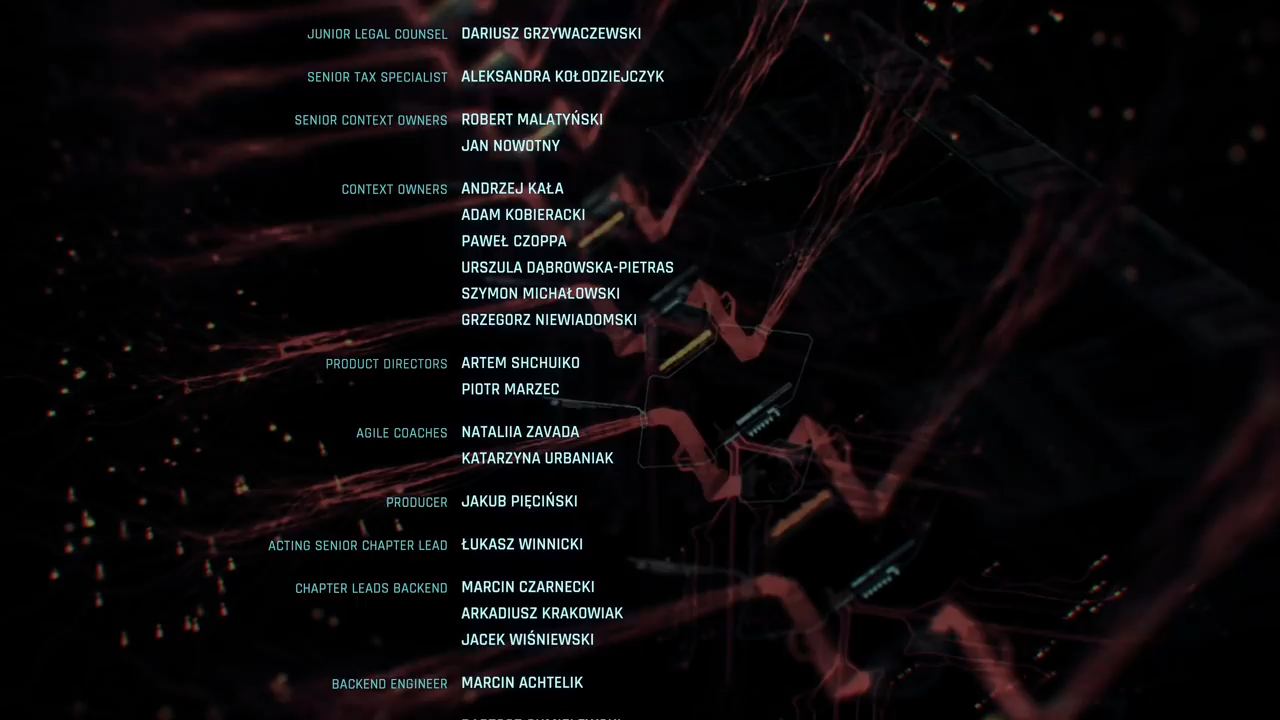 JUNIOR LEGAL COUNSEL DARIUSZ GRZYWACZEWSKI
SENIOR TAX SPECIALIST ALEKSANDRA KOŁODZIEJCZYK
SENIOR CONTEXT OWNERS ROBERT MALATYŃSKI
JAN NOWOTNY
CONTEXT OWNERS ANDRZEJ KAŁA
ADAM KOBIERACKI
PAWEŁ CZOPPA
URSZULA DĄBROWSKA-PIETRAS
SZYMON MICHAŁOWSKI
GRZEGORZ NIEWIADOMSKI
PRODUCT DIRECTORS ARTEM SHCHUIKO
PIOTR MARZEC
AGILE COACHES NATALIIA ZAVADA
KATARZYNA URBANIAK
PRODUCER JAKUB PIĘCIŃSKI
ACTING SENIOR CHAPTER LEAD ŁUKASZ WINNICKI
CHAPTER LEADS BACKEND MARCIN CZARNECKI
ARKADIUSZ KRAKOWIAK
JACEK WIŚNIEWSKI
BACKEND ENGINEER MARCIN ACHTELIK